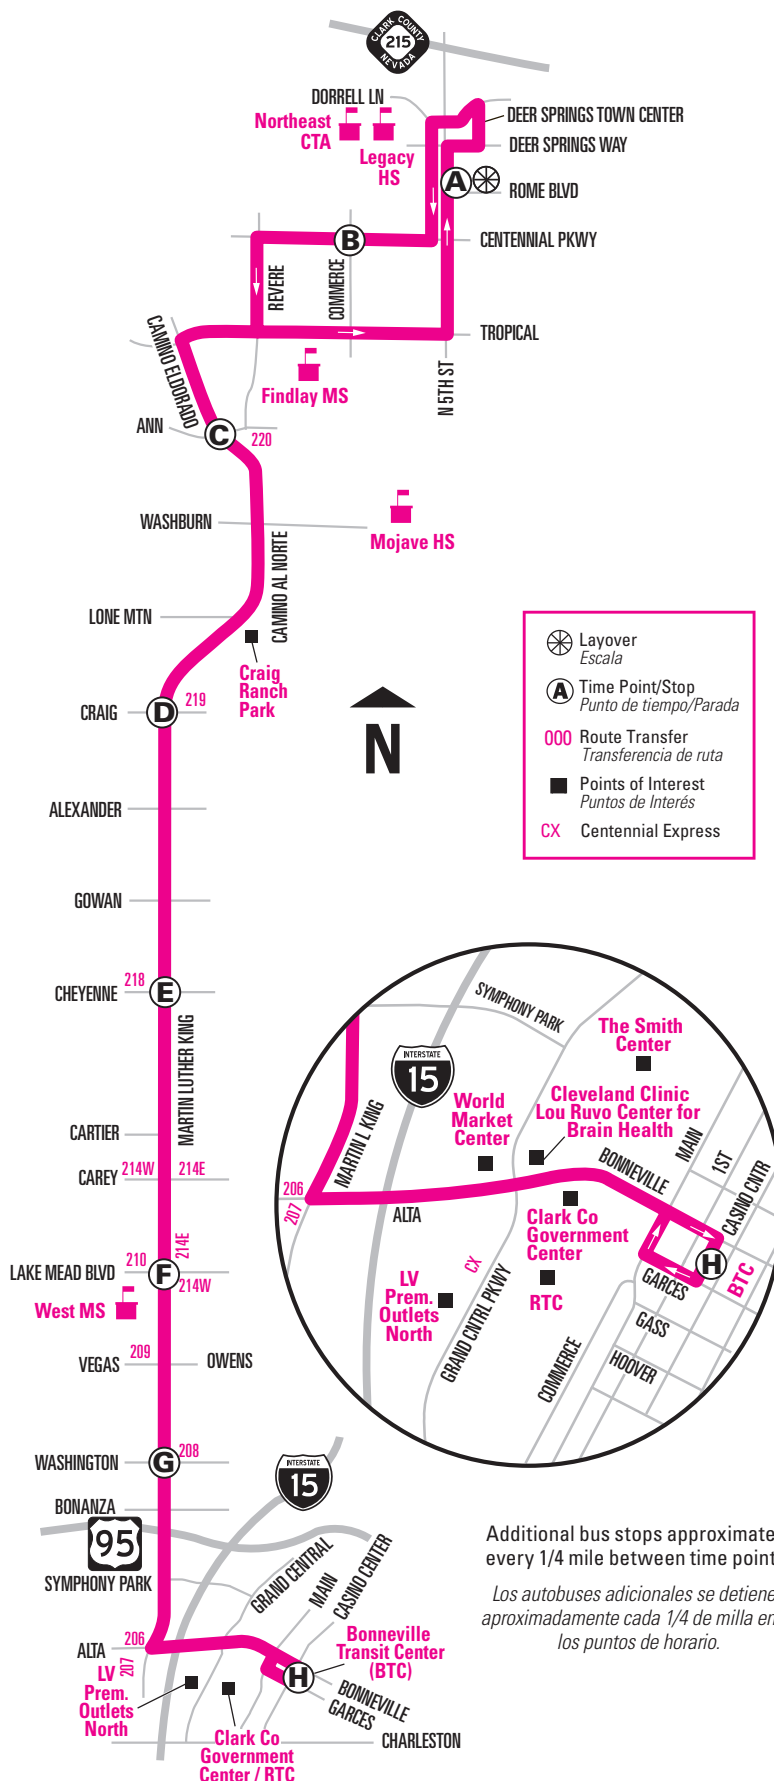 CLARK COUNTY
215
NEVADA
DORRELL LN
DEER SPRINGS TOWN CENTER
Northeast
CTA
Legacy
HS
DEER SPRINGS WAY
A
ROME BLVD
B
CENTENNIAL PKWY
REVERE
COMMERCE
CAMINO ELDORADO
TROPICAL
N 5TH ST
Findlay MS
ANN
C
220
WASHBURN
Mojave HS
CAMINO AL NORTE
LONE MTN
Craig
Ranch
Park
CRAIG
D
219
N
Layover
Escala
A
Time Point/Stop
Punto de tiempo/Parada
000
Route Transfer
Transferencia de ruta
Points of Interest
Puntos de Interés
CX
Centennial Express
ALEXANDER
GOWAN
CHEYENNE
218
E
MARTIN LUTHER KING
CARTIER
CAREY
214W
214E
214E
LAKE MEAD BLVD
210
F
214W
West MS
VEGAS
209
OWENS
WASHINGTON
G
208
BONANZA
95
INTERSTATE
15
SYMPHONY PARK
GRAND CENTRAL
MAIN
CASINO CENTER
ALTA
206
207
Bonneville
Transit Center
(BTC)
H
BONNEVILLE
GARCES
LV
Prem.
Outlets
North
Clark Co
Government
Center / RTC
CHARLESTON
SYMPHONY PARK
INTERSTATE
15
The Smith
Center
World
Market
Center
Cleveland Clinic
Lou Ruvo Center for
Brain Health
MARTIN L KING
BONNEVILLE
MAIN
1ST
CASINO CNTR
206
207
ALTA
Clark Co
Government
Center
CX
H
BTC
GARCES
LV
Prem.
Outlets
North
GRAND CNTRL PKWY
RTC
GASS
COMMERCE
HOOVER
Additional bus stops approximate
every 1/4 mile between time point
Los autobuses adicionales se detiene
aproximadamente cada 1/4 de milla en
los puntos de horario.